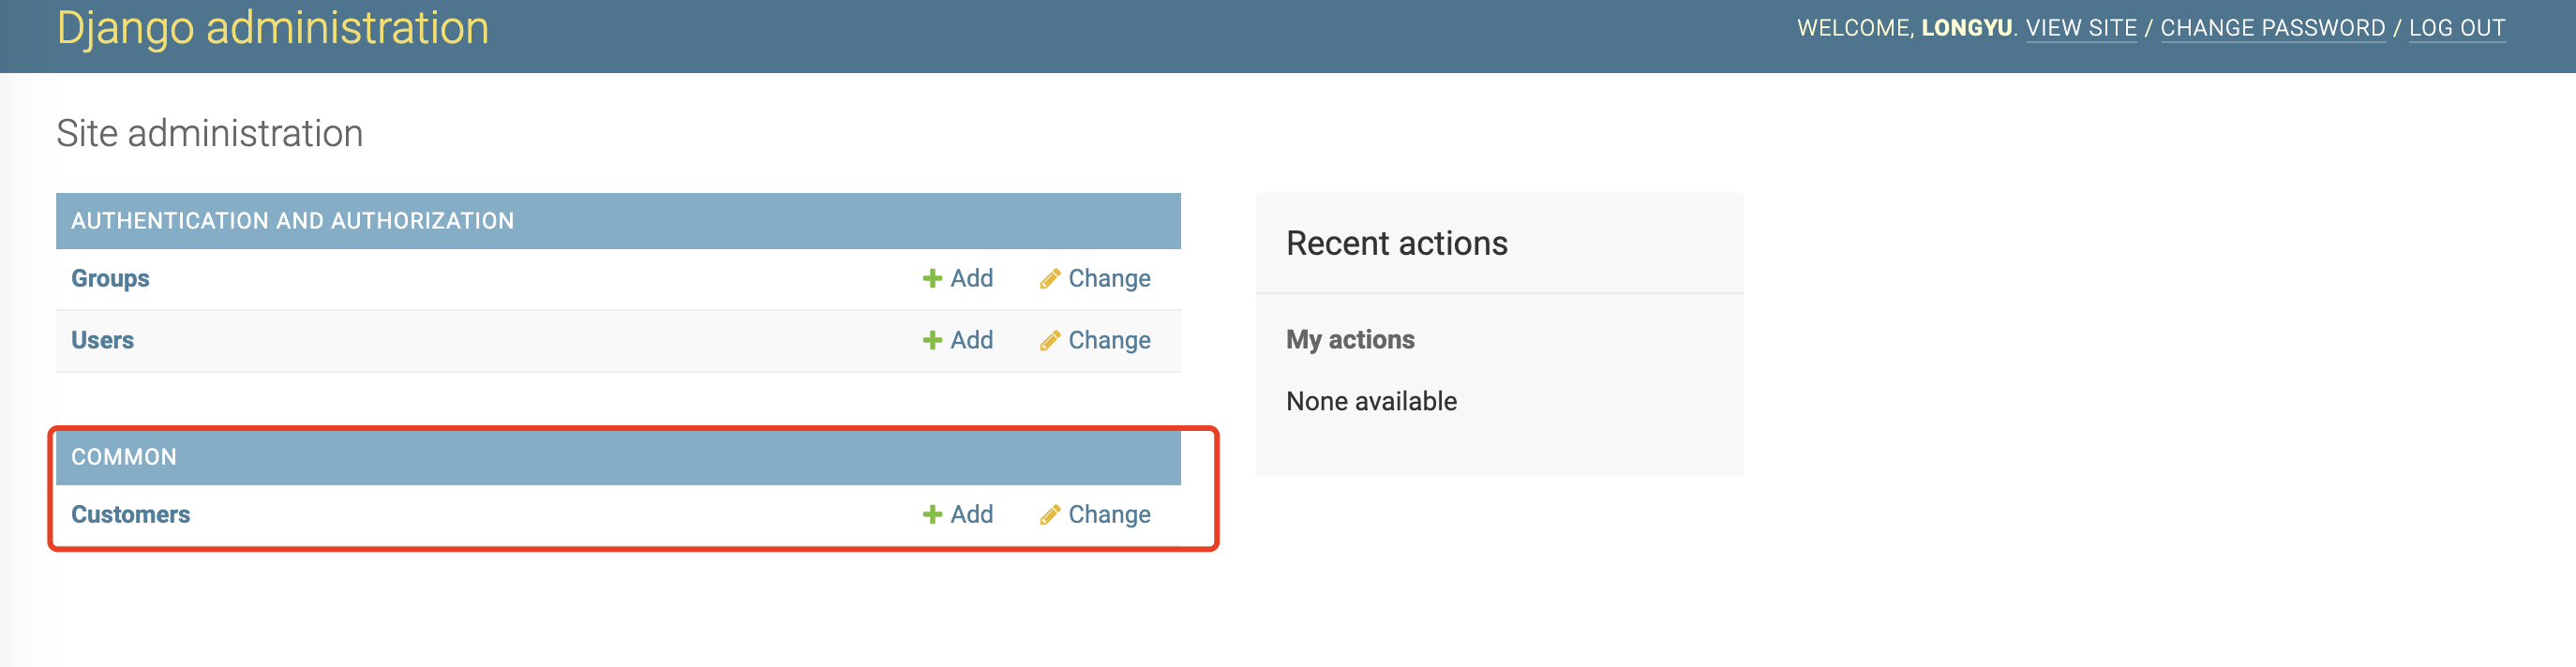 Django administration
WELCOME, LONGYU. VIEW SITE / CHANGE PASSWORD / LOG OUT
Site administration
AUTHENTICATION AND AUTHORIZATION
Groups Add Change
Users Add Change
COMMON
Customers Add Change
Recent actions
My actions
None available